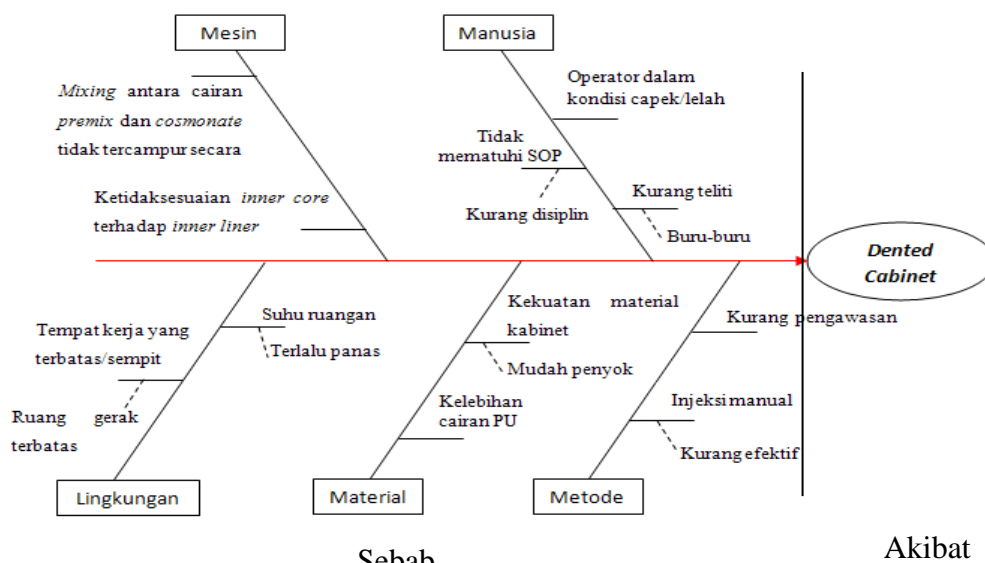 Mesin
Manusia
Mixing antara cairan
premix dan cosmonate
tidak tercampur secara
Ketidaksesuaian inner core
terhadap inner liner
Operator dalam
kondisi capek/lelah
Tidak
mematuhi SOP
Kurang disiplin
Kurang teliti
Buru-buru
Dented
Cabinet
Tempat kerja yang
terbatas/sempit
Ruang gerak
terbatas
Suhu ruangan
Terlalu panas
Kekuatan material
kabinet
Mudah penyok
Kelebihan
cairan PU
Kurang pengawasan
Injeksi manual
Kurang efektif
Lingkungan
Material
Metode
Sebab
Akibat